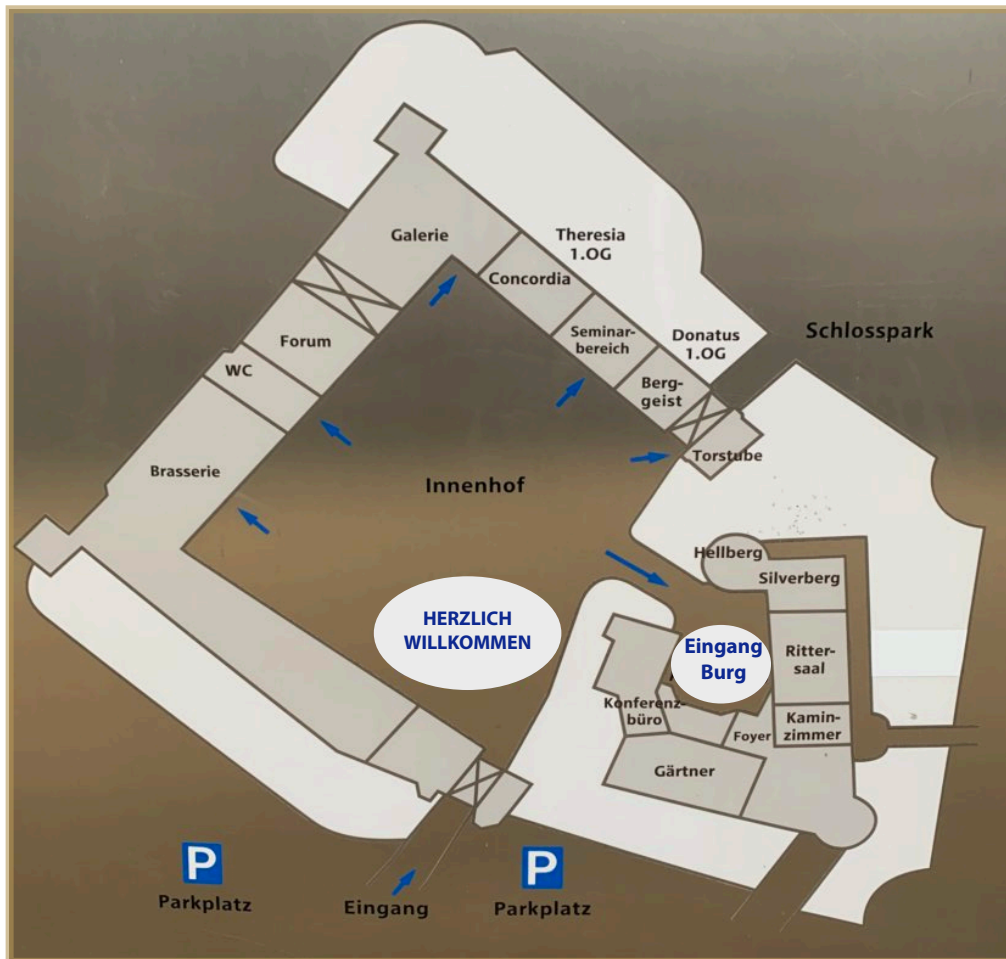 Galerie
Theresia
1.OG
Concordia
Schlosspark
Seminar-
bereich
Donatus
1.OG
Forum
WC
Berg-
geist
Torstube
Brasserie
Innenhof
Hellberg
Silverberg
HERZLICH
WILLKOMMEN
Eingang
Burg
Ritter-
saal
Konferenz-
büro
Foyer
Kamin-
zimmer
Gärtner
P
Parkplatz
Eingang
P
Parkplatz